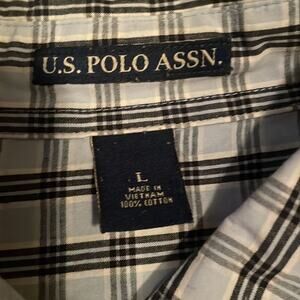 U.S. POLO ASSN.
L
MADE IN
VIETNAM
100% COTTON